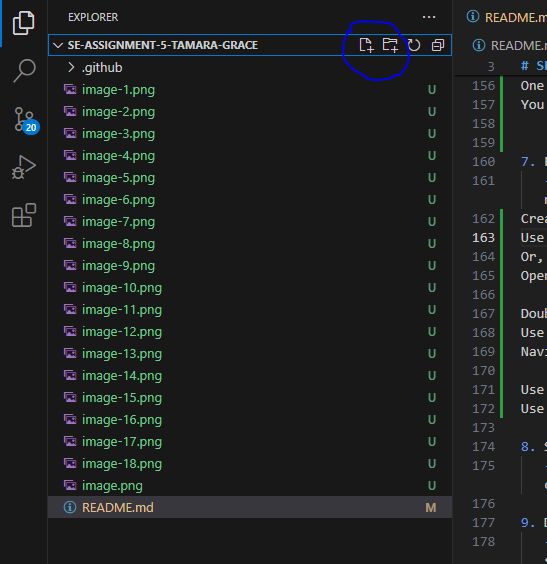 EXPLORER
SE-ASSIGNMENT-5-TAMARA-GRACE
.github
image-1.png U
image-2.png U
image-3.png U
image-4.png U
image-5.png U
image-6.png U
image-7.png U
image-8.png U
image-9.png U
image-10.png U
image-11.png U
image-12.png U
image-13.png U
image-14.png U
image-15.png U
image-16.png U
image-17.png U
image-18.png U
image.png U
README.md M
20
README.m
README.m
3 # S
156 One
157 You
158
159
160 7.
161 -
162 Crea
163 Use
164 Or,
165 Open
166
167 Doub
168 Use
169 Navi
170
171 Use
172 Use
173
174 8. S
175 -
176
177 9. D
178 -